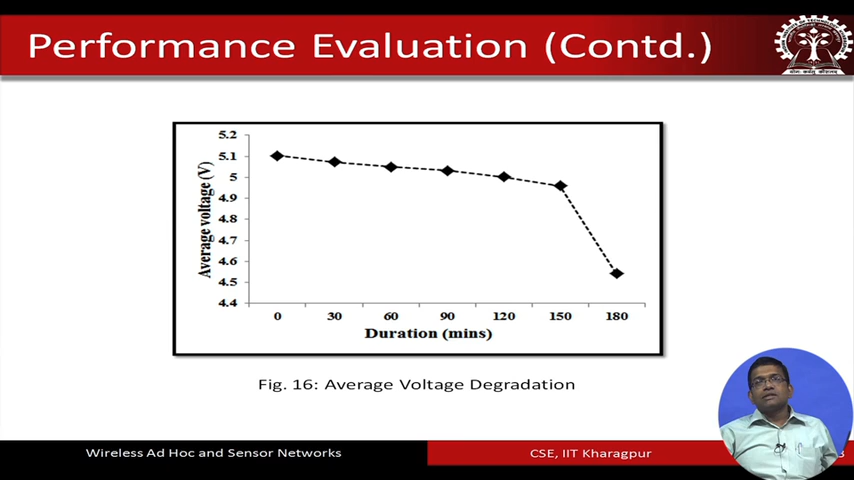 Performance Evaluation (Contd.)
5.2
5.1
5
4.9
4.8
4.7
4.6
4.5
4.4
Average voltage (V)
0 30 60 90 120 150 180
Duration (mins)
Fig. 16: Average Voltage Degradation
Wireless Ad Hoc and Sensor Networks
CSE, IIT Kharagpur